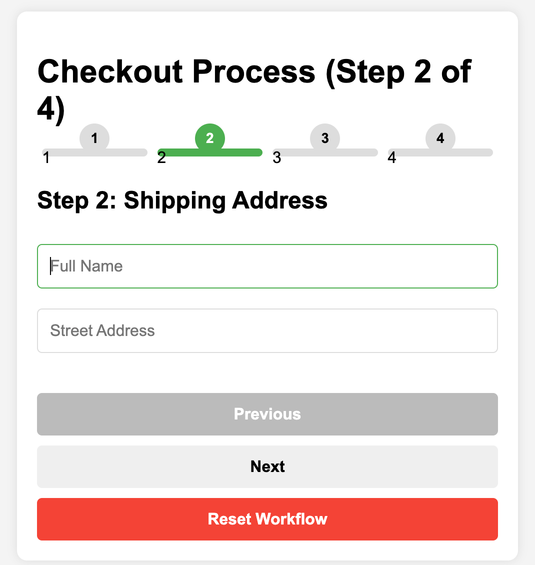 Checkout Process (Step 2 of
4)
1 2 3 4
1 2 3 4
Step 2: Shipping Address
Full Name
Street Address
Previous
Next
Reset Workflow